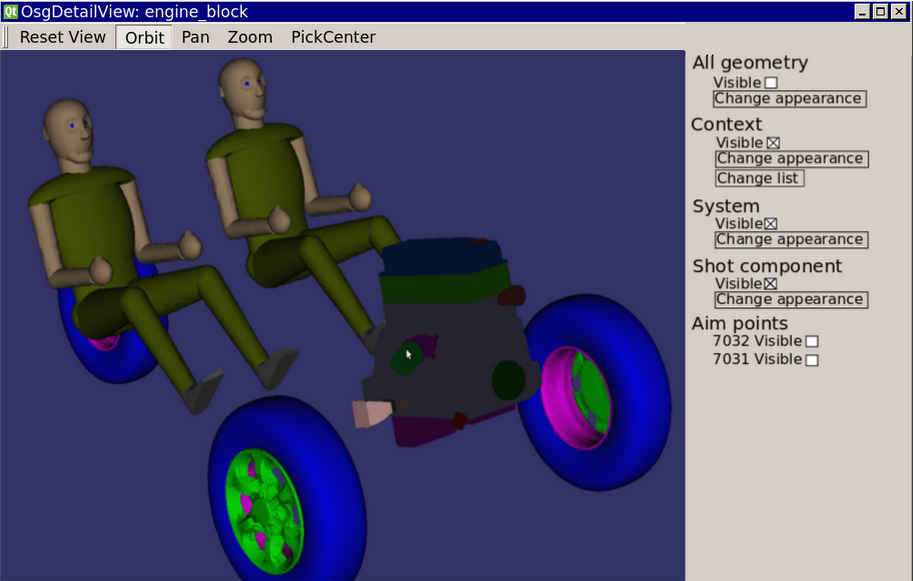 OsgDetailView: engine_block
Reset View Orbit Pan Zoom PickCenter
All geometry
Visible
Change appearance
Context
Visible
Change appearance
Change list
System
Visible
Change appearance
Shot component
Visible
Change appearance
Aim points
7032 Visible
7031 Visible